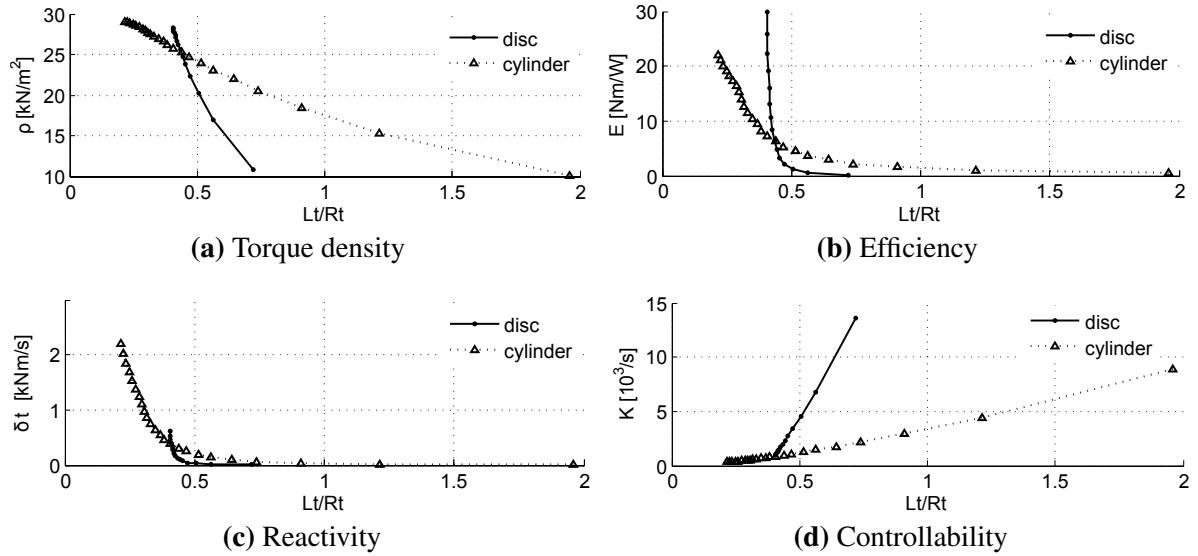 30
25
20
15
10
ρ [kN/m²]
0 0.5 1 1.5 2
Lt/Rt
disc
cylinder
(a) Torque density
30
20
10
0
E [Nm/W]
0 0.5 1 1.5 2
Lt/Rt
disc
cylinder
(b) Efficiency
2
1
0
δt [kNm/s]
0 0.5 1 1.5 2
Lt/Rt
disc
cylinder
(c) Reactivity
15
10
5
0
K [10³/s]
0 0.5 1 1.5 2
Lt/Rt
disc
cylinder
(d) Controllability